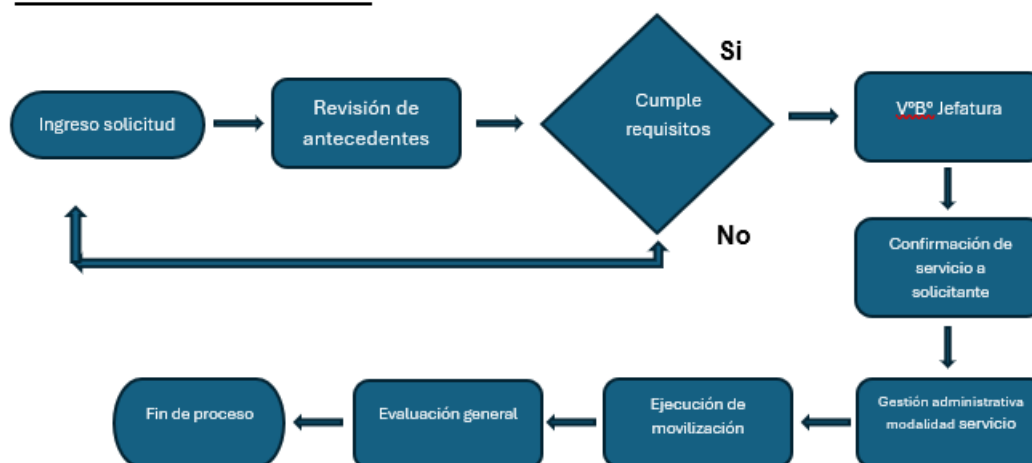 Ingreso solicitud
Revisión de
antecedentes
Cumple
requisitos
Si
No
VºBº Jefatura
Confirmación de
servicio a
solicitante
Gestión administrativa
modalidad servicio
Ejecución de
movilización
Evaluación general
Fin de proceso